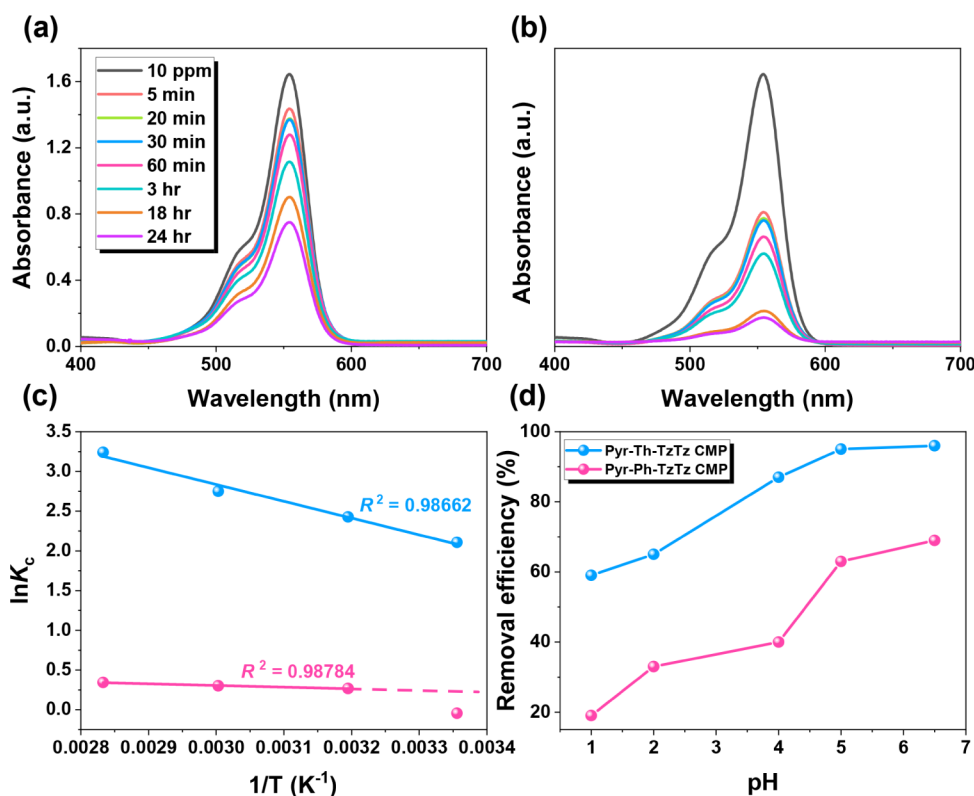 (a)
Absorbance (a.u.)
1.6
1.2
0.8
0.4
0.0
10 ppm
5 min
20 min
30 min
60 min
3 hr
18 hr
24 hr
400
500
600
700
Wavelength (nm)
(b)
Absorbance (a.u.)
400
500
600
700
Wavelength (nm)
(c)
lnKc
3.5
3.0
2.5
2.0
1.5
1.0
0.5
0.0
R² = 0.98662
R² = 0.98784
0.0028 0.0029 0.0030 0.0031 0.0032 0.0033 0.0034
1/T (K⁻¹)
(d)
Removal efficiency (%)
100
80
60
40
20
Pyr-Th-TzTz CMP
Pyr-Ph-TzTz CMP
1 2 3 4 5 6 7
pH